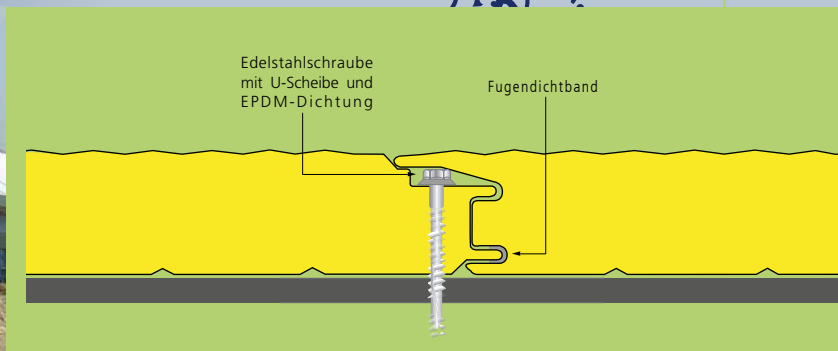 Edelstahlschraube
mit U-Scheibe und
EPDM-Dichtung
Fugendichtband